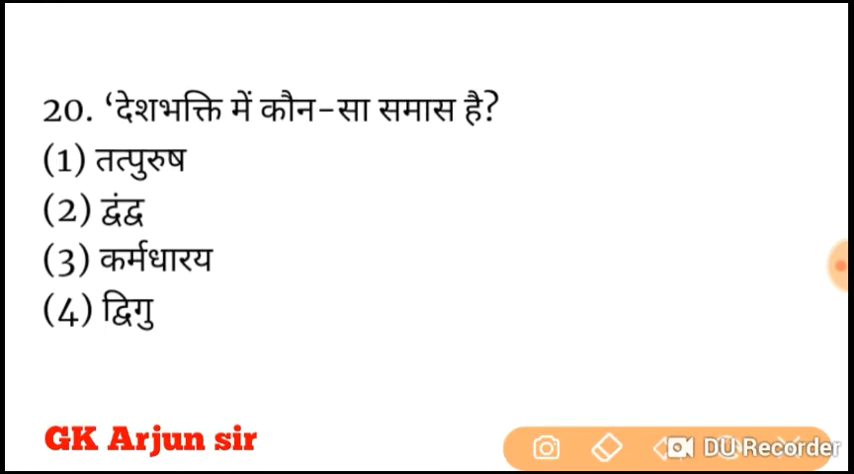 20. ‘देशभक्ति में कौन-सा समास है?
(1) तत्पुरुष
(2) द्वंद्व
(3) कर्मधारय
(4) द्विगु
GK Arjun sir
DU Recorder